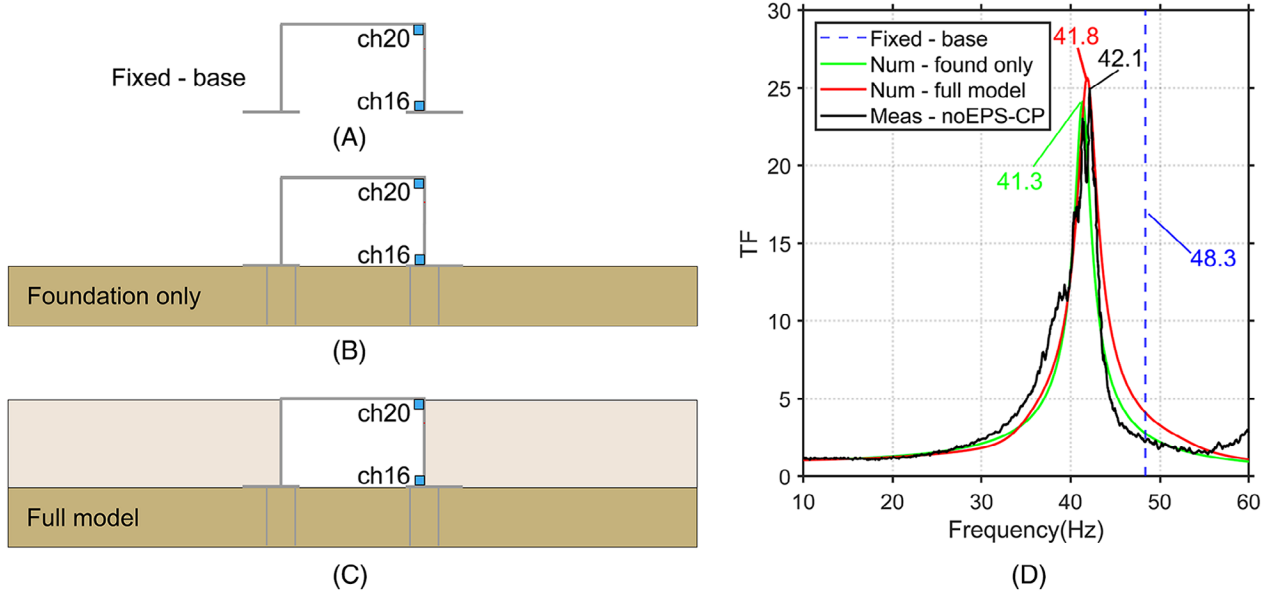 Fixed - base
ch20
ch16
(A)
ch20
ch16
Foundation only
(B)
ch20
ch16
Full model
(C)
30
25
20
15
10
5
0
TF
Fixed - base
Num - found only
Num - full model
Meas - noEPS-CP
41.8
42.1
41.3
48.3
10 20 30 40 50 60
Frequency(Hz)
(D)